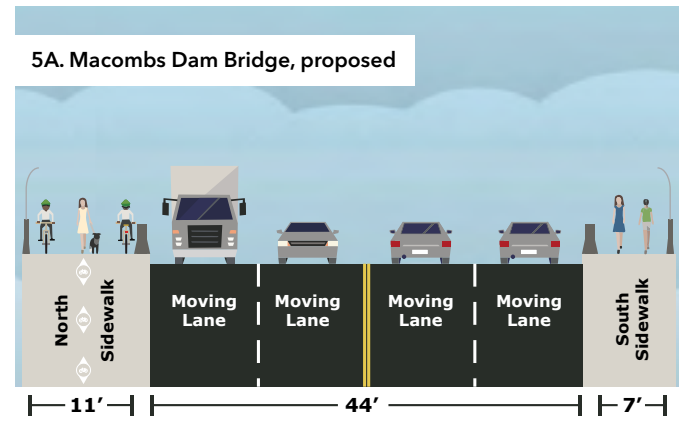 5A. Macombs Dam Bridge, proposed
North
Sidewalk
Moving
Lane
Moving
Lane
Moving
Lane
Moving
Lane
South
Sidewalk
11′
44′
7′